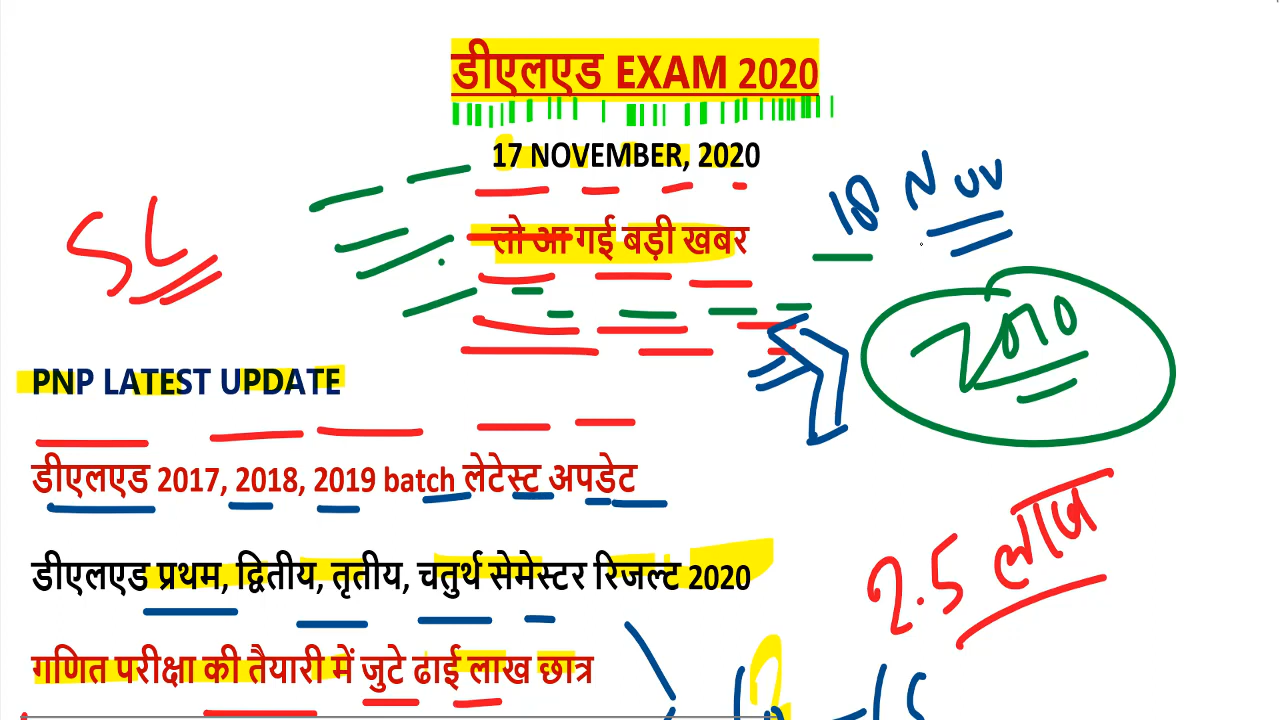 डीएलएड EXAM 2020
17 NOVEMBER, 2020
18 Nov
तो आ गई बड़ी खबर
PNP LATEST UPDATE
डीएलएड 2017, 2018, 2019 batch लेटेस्ट अपडेट
2.5 लाख
डीएलएड प्रथम, द्वितीय, तृतीय, चतुर्थ सेमेस्टर रिजल्ट 2020
गणित परीक्षा की तैयारी में जुटे ढाई लाख छात्र